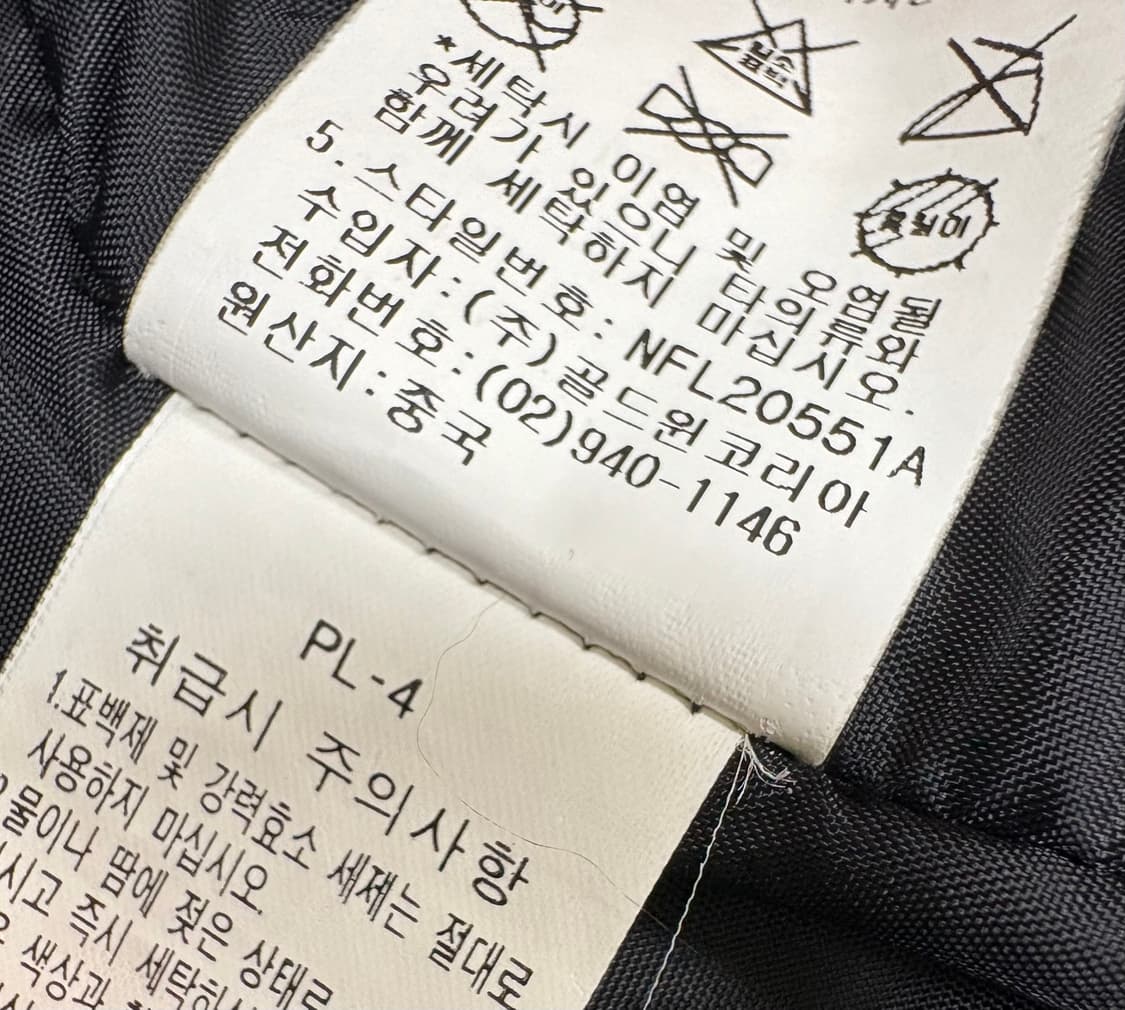 염소
표백
*세탁시 이염 및 오염될
우려가 있으니 타의류와
함께 세탁하지 마십시오.
5. 스타일번호: NFL20551A
수입자:(주)골드윈코리아
전화번호:(02)940-1146
원산지:중국
PL-4
취급시 주의사항
1.표백제 및 강력효소 세제는 절대로
사용하지 마십시오.
물이나 땀에 젖은 상태로
시고 즉시 세탁하
색상과